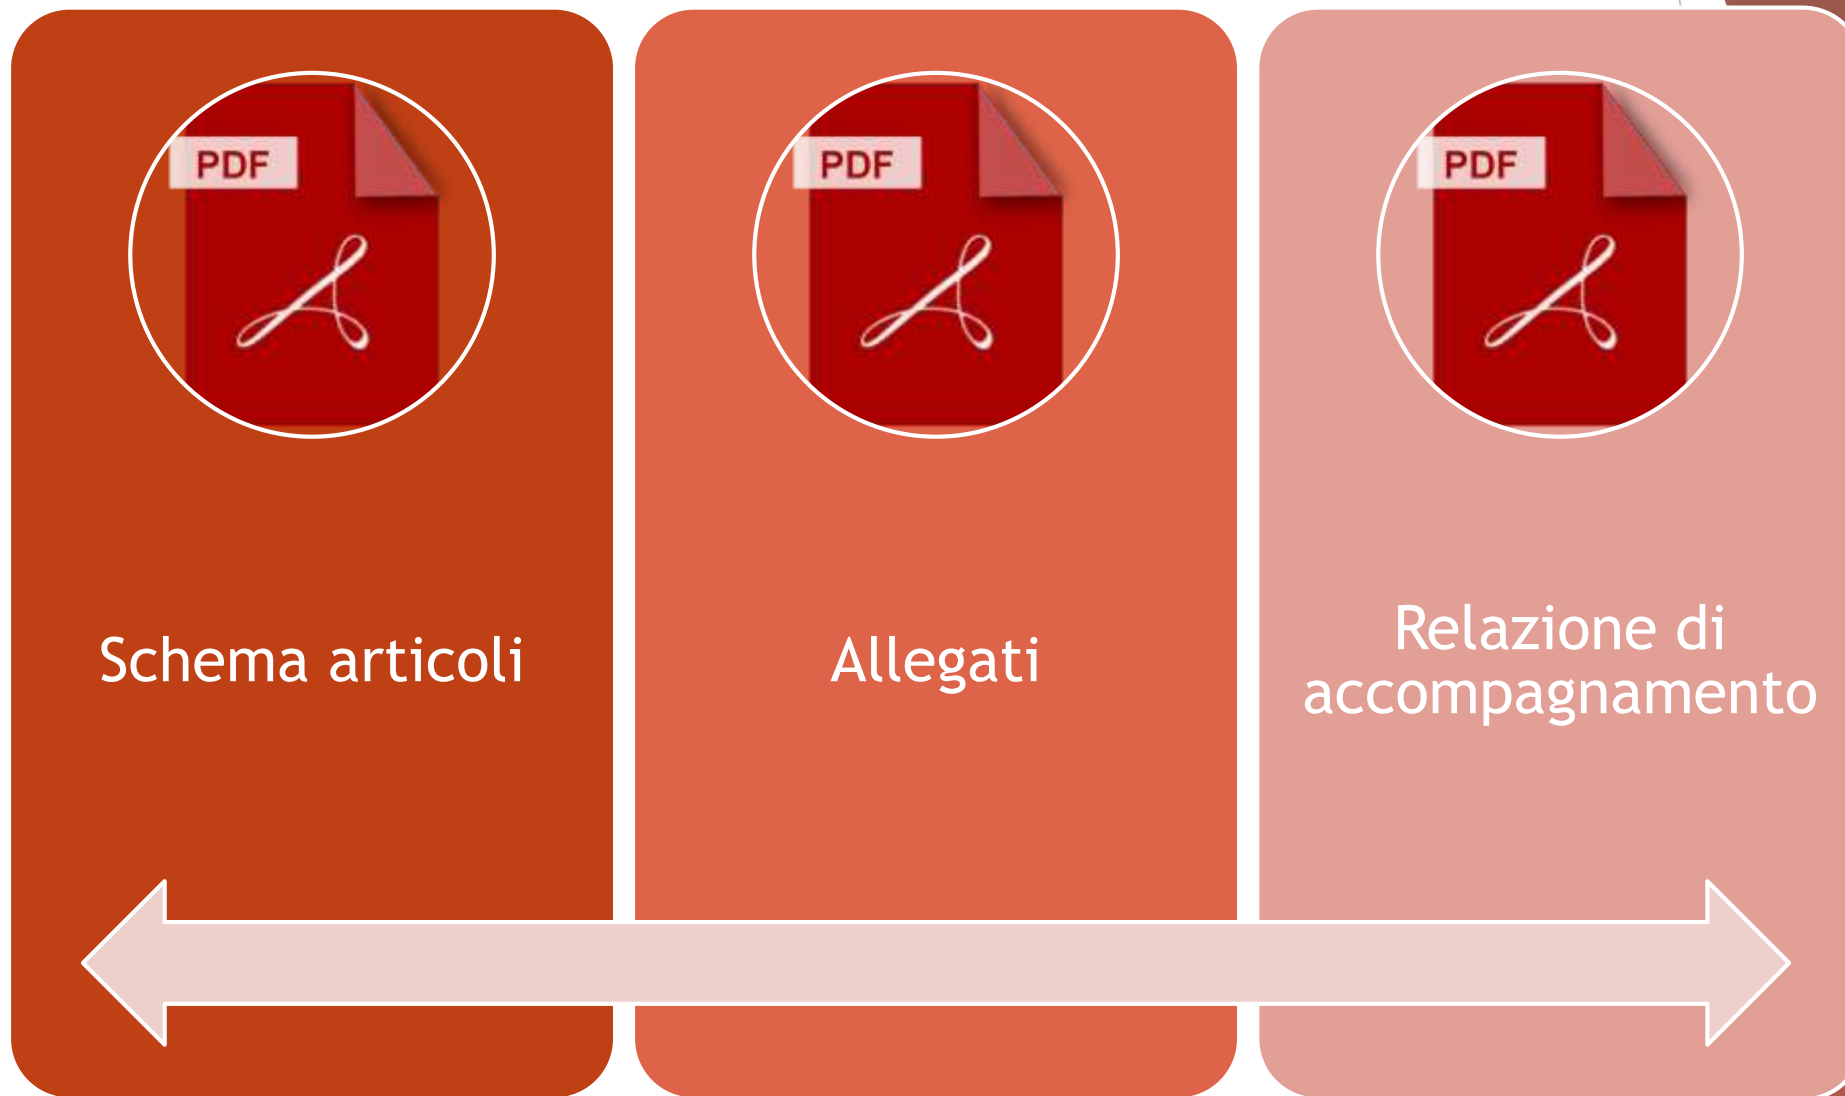 PDF
PDF
PDF
Schema articoli
Allegati
Relazione di
accompagnamento